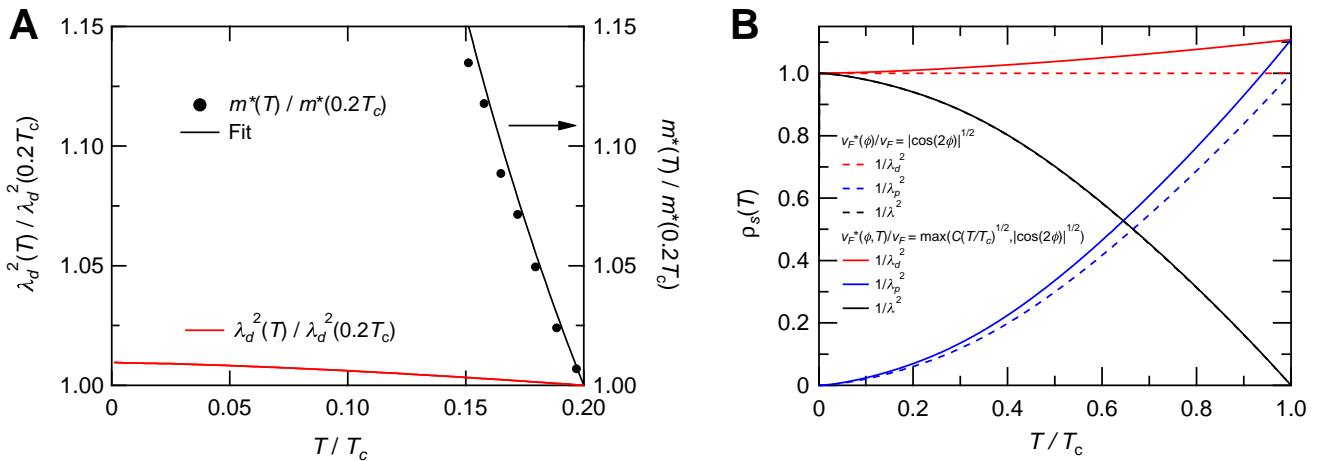 A
1.15
1.10
1.05
1.00
λd²(T) / λd²(0.2Tc)
m*(T) / m*(0.2Tc)
Fit
λd²(T) / λd²(0.2Tc)
0
0.05
0.10
0.15
0.20
T / Tc
1.15
1.10
1.05
1.00
m*(T) / m*(0.2Tc)
B
1.0
0.8
0.6
0.4
0.2
0
ρs(T)
vF*(ϕ)/vF = |cos(2ϕ)|^1/2
1/λd²
1/λp²
1/λ²
vF*(ϕ,T)/vF = max(C(T/Tc)^1/2,|cos(2ϕ)|^1/2)
1/λd²
1/λp²
1/λ²
0
0.2
0.4
0.6
0.8
1.0
T / Tc